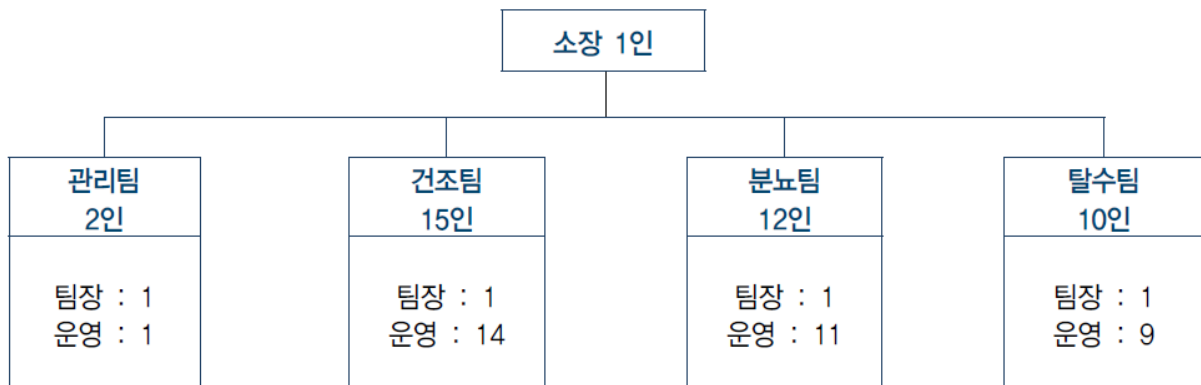 소장 1인
관리팀
2인
팀장 : 1
운영 : 1
건조팀
15인
팀장 : 1
운영 : 14
분뇨팀
12인
팀장 : 1
운영 : 11
탈수팀
10인
팀장 : 1
운영 : 9